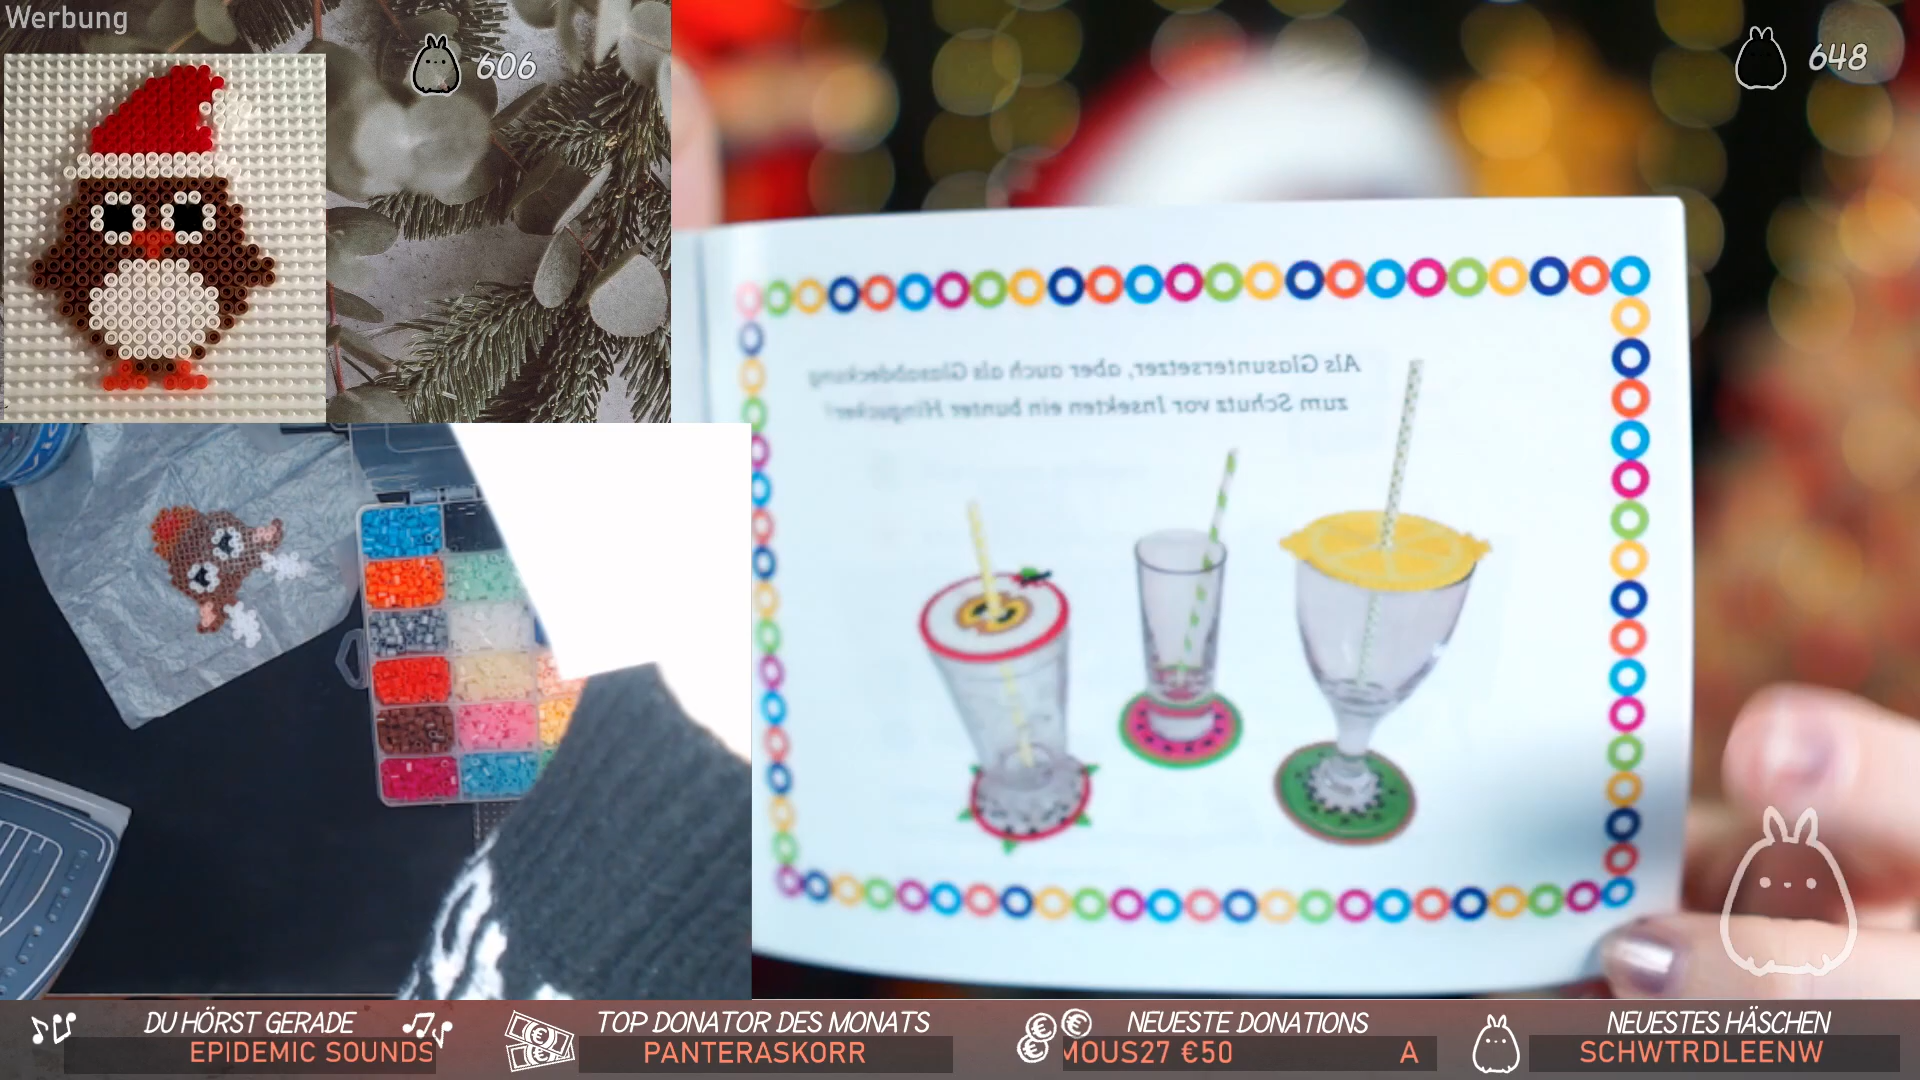 Werbung
606
648
Als Glasuntersetzer, aber auch als Glasabdeckung
zum Schutz vor Insekten ein bunter Hingucker!
DU HÖRST GERADE
EPIDEMIC SOUNDS
TOP DONATOR DES MONATS
PANTERASKORR
NEUESTE DONATIONS
MOUS27 €50 A
NEUESTES HÄSCHEN
SCHWTRDLEENW